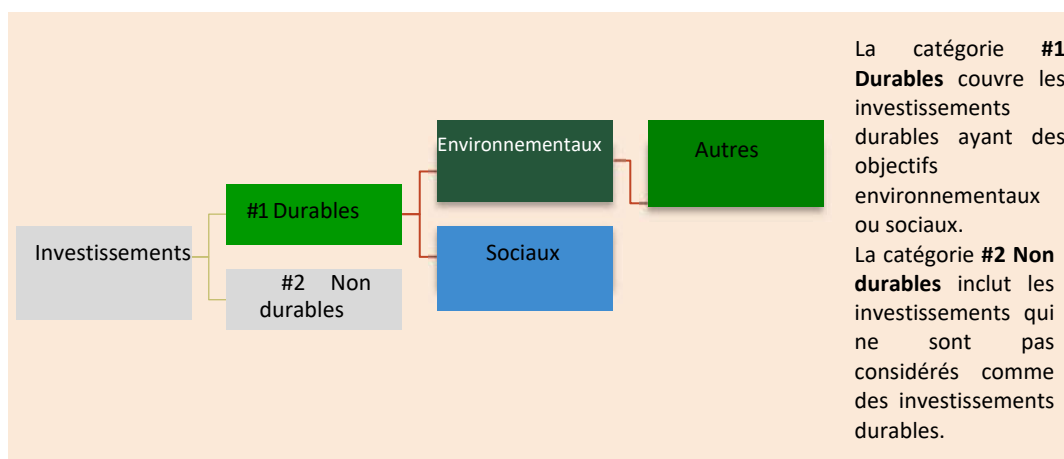 Investissements
#1 Durables
#2 Non
durables
Environnementaux
Sociaux
Autres
La catégorie #1
Durables couvre les
investissements
durables ayant des
objectifs
environnementaux
ou sociaux.
La catégorie #2 Non
durables inclut les
investissements qui
ne sont pas
considérés comme
des investissements
durables.